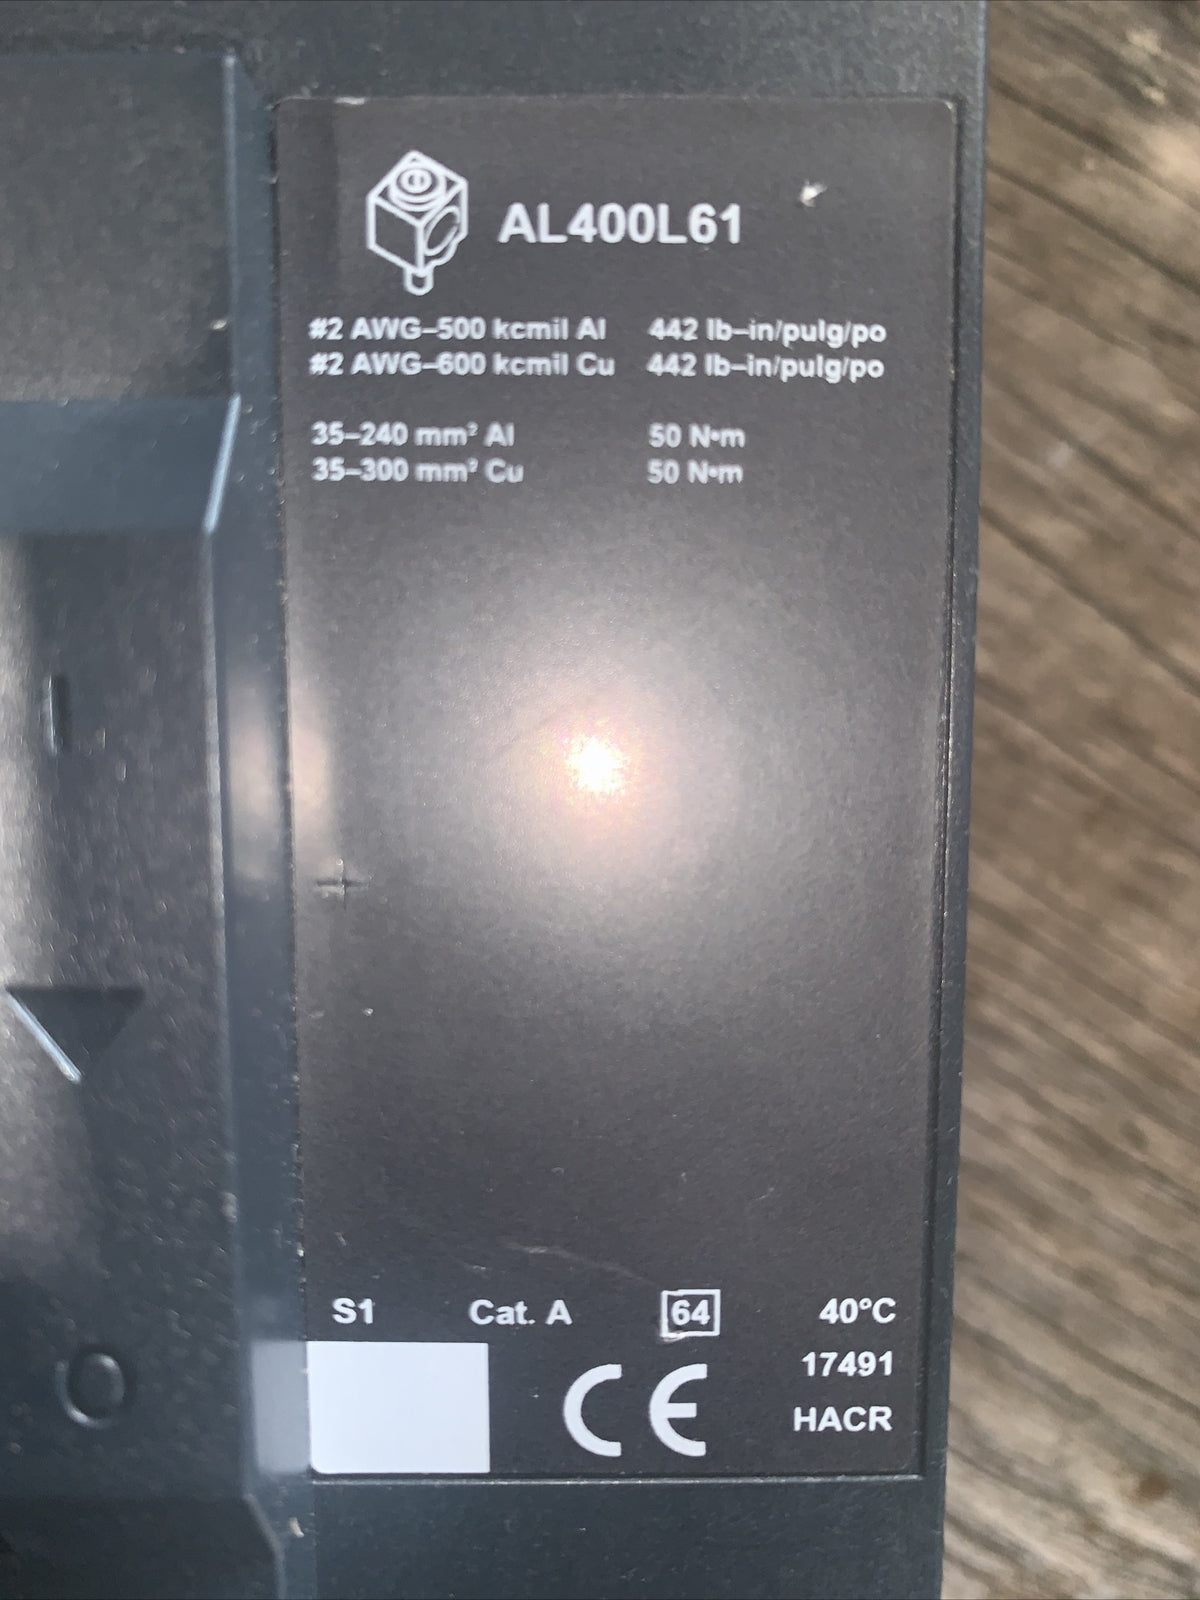 AL400L61
#2 AWG–500 kcmil Al 442 lb–in/pulg/po
#2 AWG–600 kcmil Cu 442 lb–in/pulg/po
35–240 mm² Al 50 N•m
35–300 mm² Cu 50 N•m
S1 Cat. A 64 40°C
17491
CE HACR
I
O